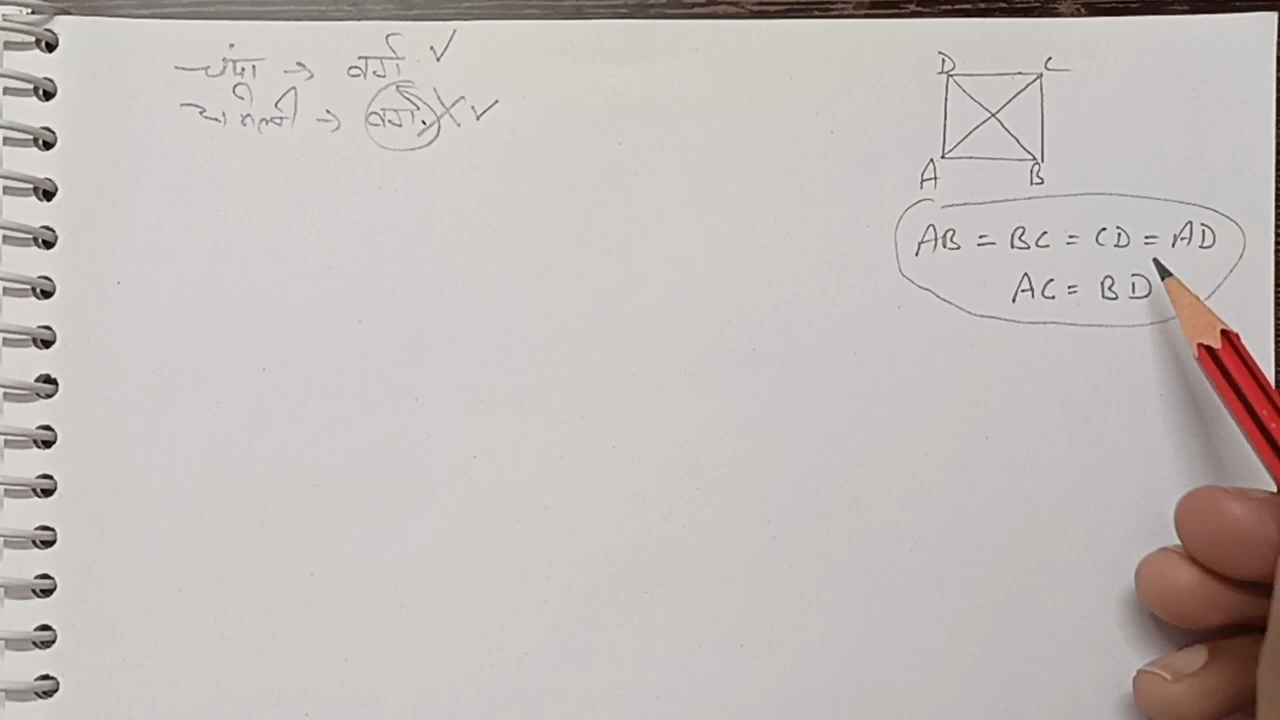 चंपा → वर्ग ✓
चामेली → वर्ग. ✗ ✓
D C
A B
AB = BC = CD = AD
AC = BD